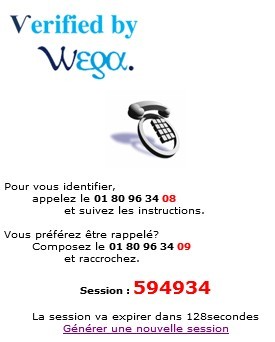 Verified by
Wεgα.
Pour vous identifier,
appelez le 01 80 96 34 08
et suivez les instructions.
Vous préférez être rappelé?
Composez le 01 80 96 34 09
et raccrochez.
Session : 594934
La session va expirer dans 128secondes
Générer une nouvelle session